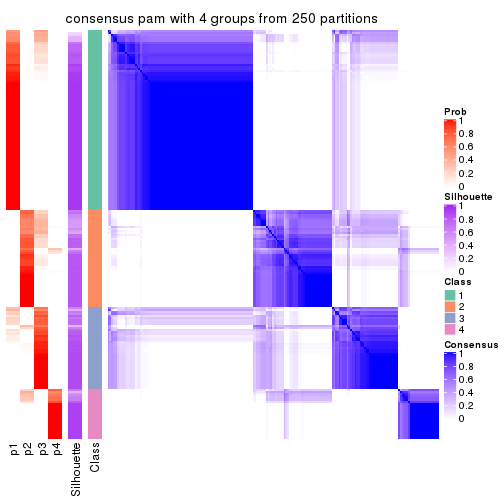 consensus pam with 4 groups from 250 partitions
Prob
1
0.8
0.6
0.4
0.2
0
Silhouette
1
0.8
0.6
0.4
0.2
0
Class
1
2
3
4
Consensus
1
0.8
0.6
0.4
0.2
0
p1
p2
p3
p4
Silhouette
Class